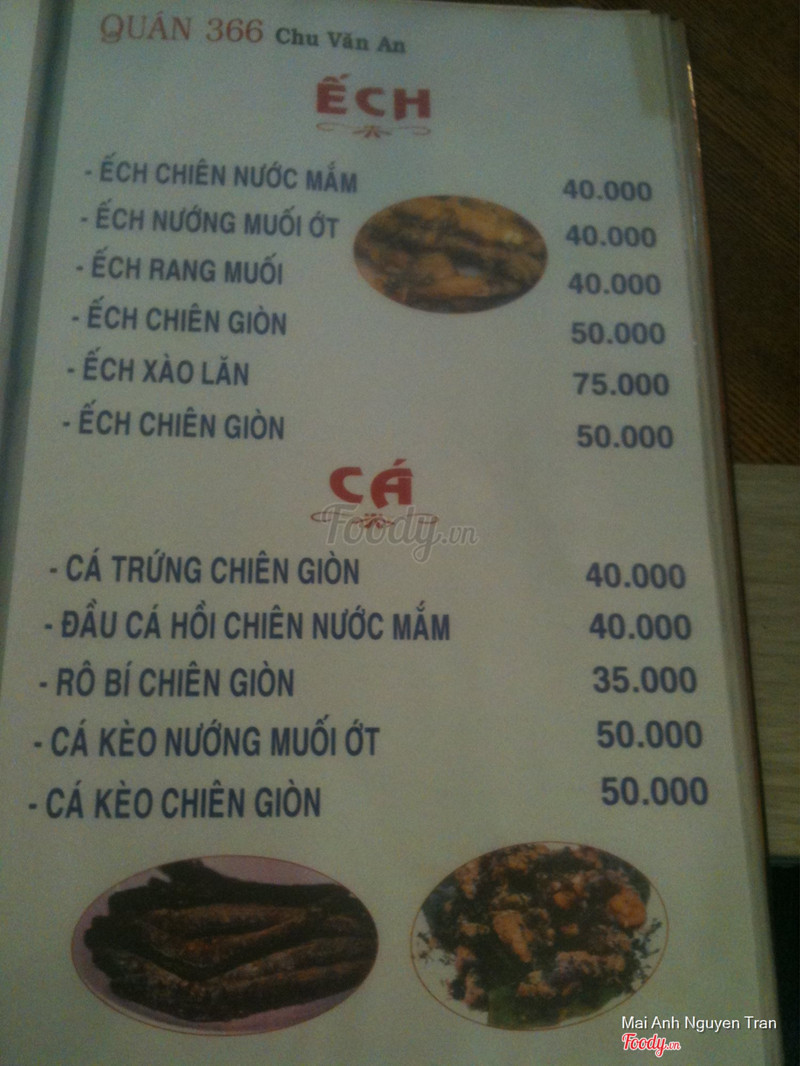 QUÁN 366 Chu Văn An
ẾCH
- ẾCH CHIÊN NƯỚC MẮM 40.000
- ẾCH NƯỚNG MUỐI ỚT 40.000
- ẾCH RANG MUỐI 40.000
- ẾCH CHIÊN GIÒN 50.000
- ẾCH XÀO LĂN 75.000
- ẾCH CHIÊN GIÒN 50.000
CÁ
Foody.vn
- CÁ TRỨNG CHIÊN GIÒN 40.000
- ĐẦU CÁ HỒI CHIÊN NƯỚC MẮM 40.000
- RÔ BÍ CHIÊN GIÒN 35.000
- CÁ KÈO NƯỚNG MUỐI ỚT 50.000
- CÁ KÈO CHIÊN GIÒN 50.000
Mai Anh Nguyen Tran
Foody.vn